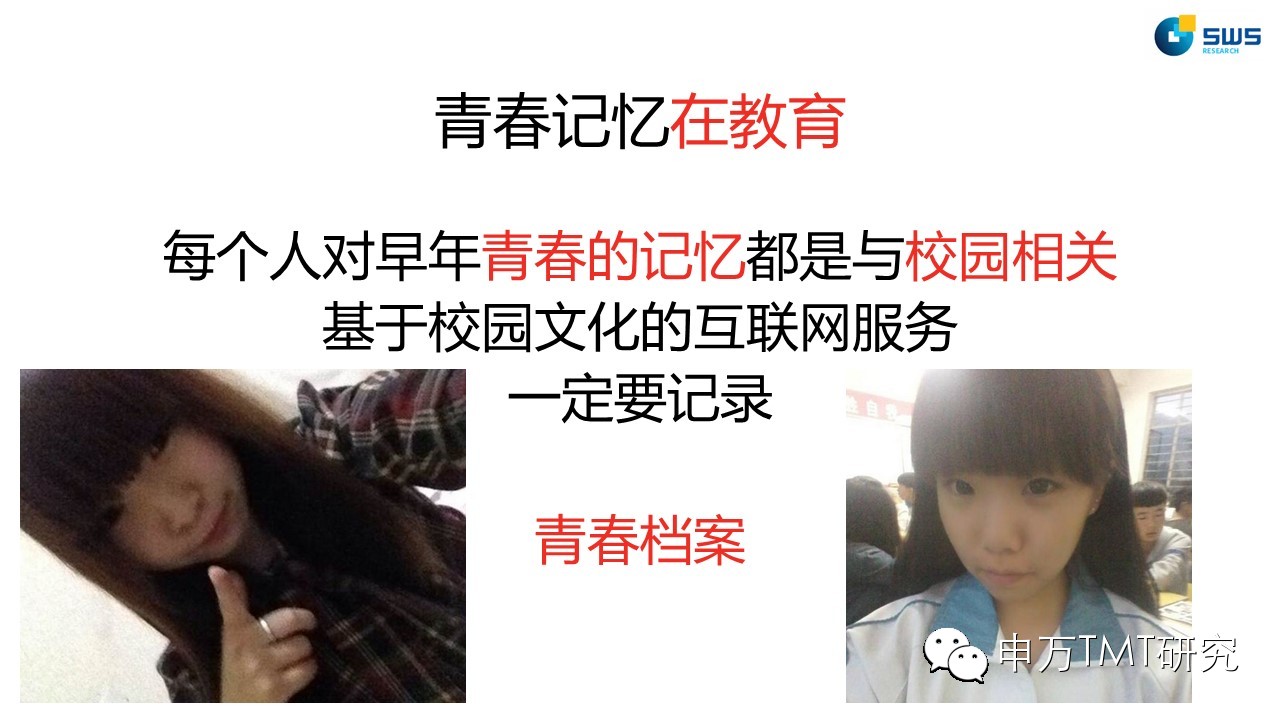 SWS
RESEARCH
青春记忆在教育
每个人对早年青春的记忆都是与校园相关
基于校园文化的互联网服务
一定要记录
青春档案
申万TMT研究